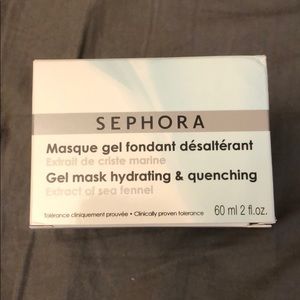 SEPHORA
Masque gel fondant désaltérant
Extrait de criste marine
Gel mask hydrating & quenching
Extract of sea fennel
Tolérance cliniquement prouvée • Clinically proven tolerance 60 ml 2 fl.oz.